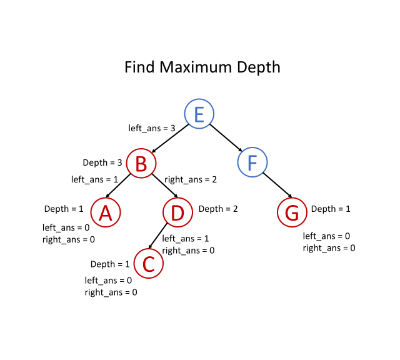 Find Maximum Depth
E
left_ans = 3
Depth = 3
B
F
left_ans = 1
right_ans = 2
Depth = 1
A
D
Depth = 2
G
Depth = 1
left_ans = 0
right_ans = 0
left_ans = 1
right_ans = 0
left_ans = 0
right_ans = 0
Depth = 1
C
left_ans = 0
right_ans = 0